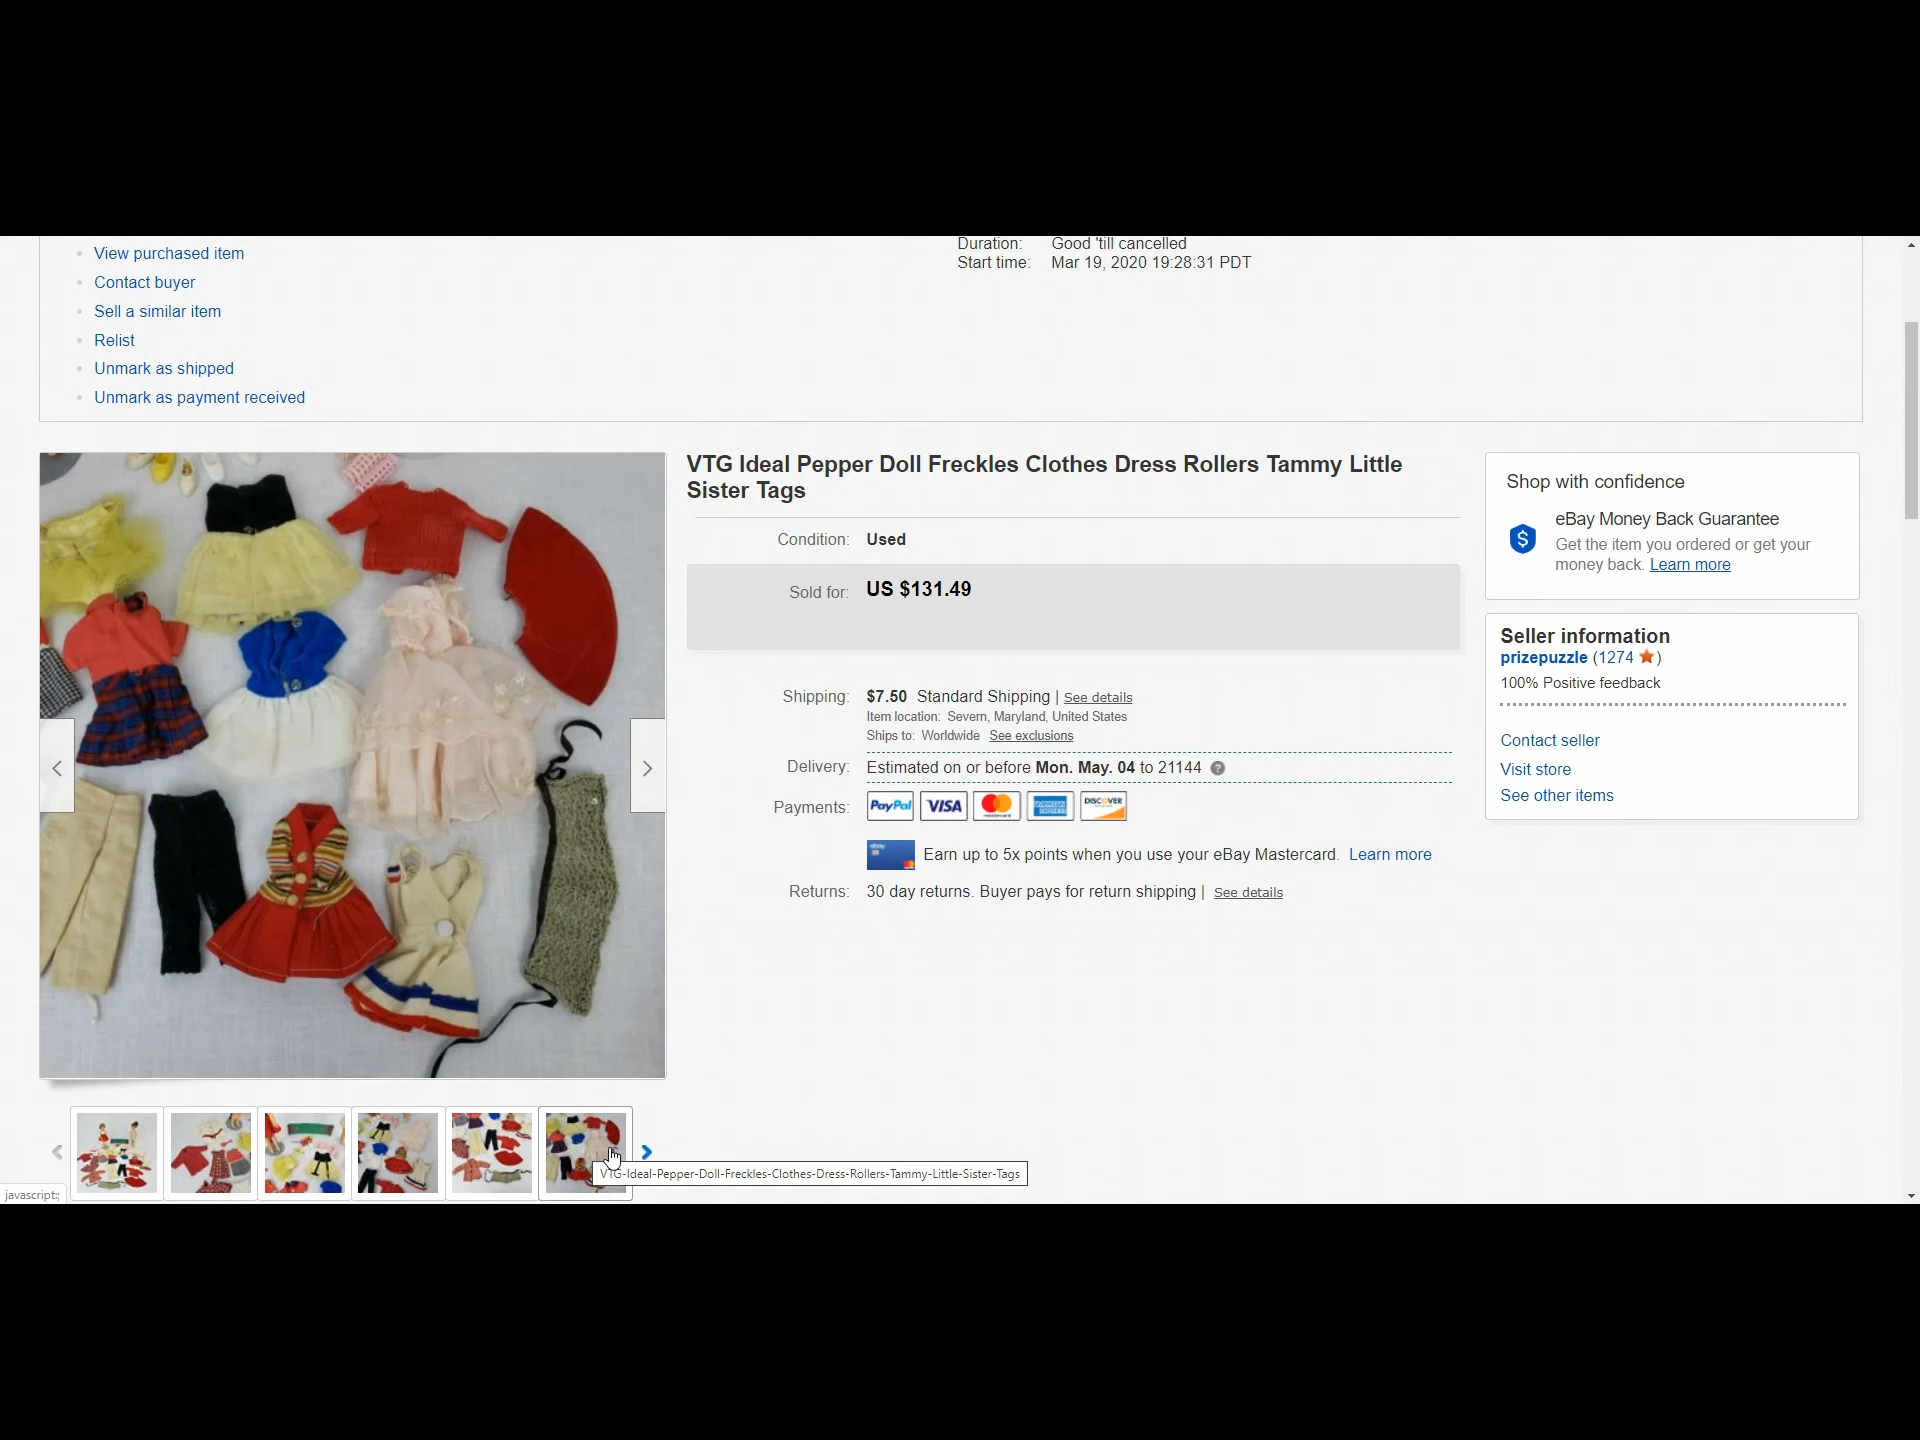 View purchased item
Contact buyer
Sell a similar item
Relist
Unmark as shipped
Unmark as payment received
Duration: Good 'till cancelled
Start time: Mar 19, 2020 19:28:31 PDT
VTG Ideal Pepper Doll Freckles Clothes Dress Rollers Tammy Little
Sister Tags
Condition: Used
Sold for: US $131.49
Shipping: $7.50 Standard Shipping | See details
Item location: Severn, Maryland, United States
Ships to: Worldwide See exclusions
Delivery: Estimated on or before Mon. May. 04 to 21144 ?
Payments: PayPal VISA mastercard AMERICAN EXPRESS DISCOVER
ebay Earn up to 5x points when you use your eBay Mastercard. Learn more
Returns: 30 day returns. Buyer pays for return shipping | See details
Shop with confidence
$ eBay Money Back Guarantee
Get the item you ordered or get your
money back. Learn more
Seller information
prizepuzzle (1274)
100% Positive feedback
Contact seller
Visit store
See other items
VTG-Ideal-Pepper-Doll-Freckles-Clothes-Dress-Rollers-Tammy-Little-Sister-Tags
javascript:;